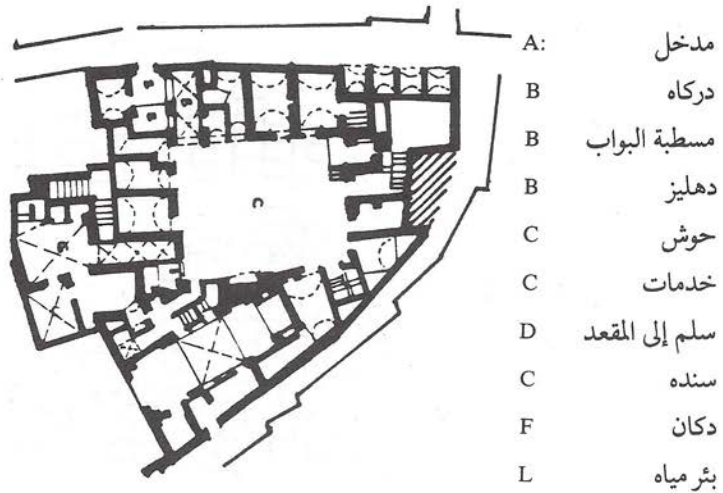 A: مدخل
B دركاه
B مسطبة البواب
B دهليز
C حوش
C خدمات
D سلم إلى المقعد
C سنده
F دكان
L بئر مياه